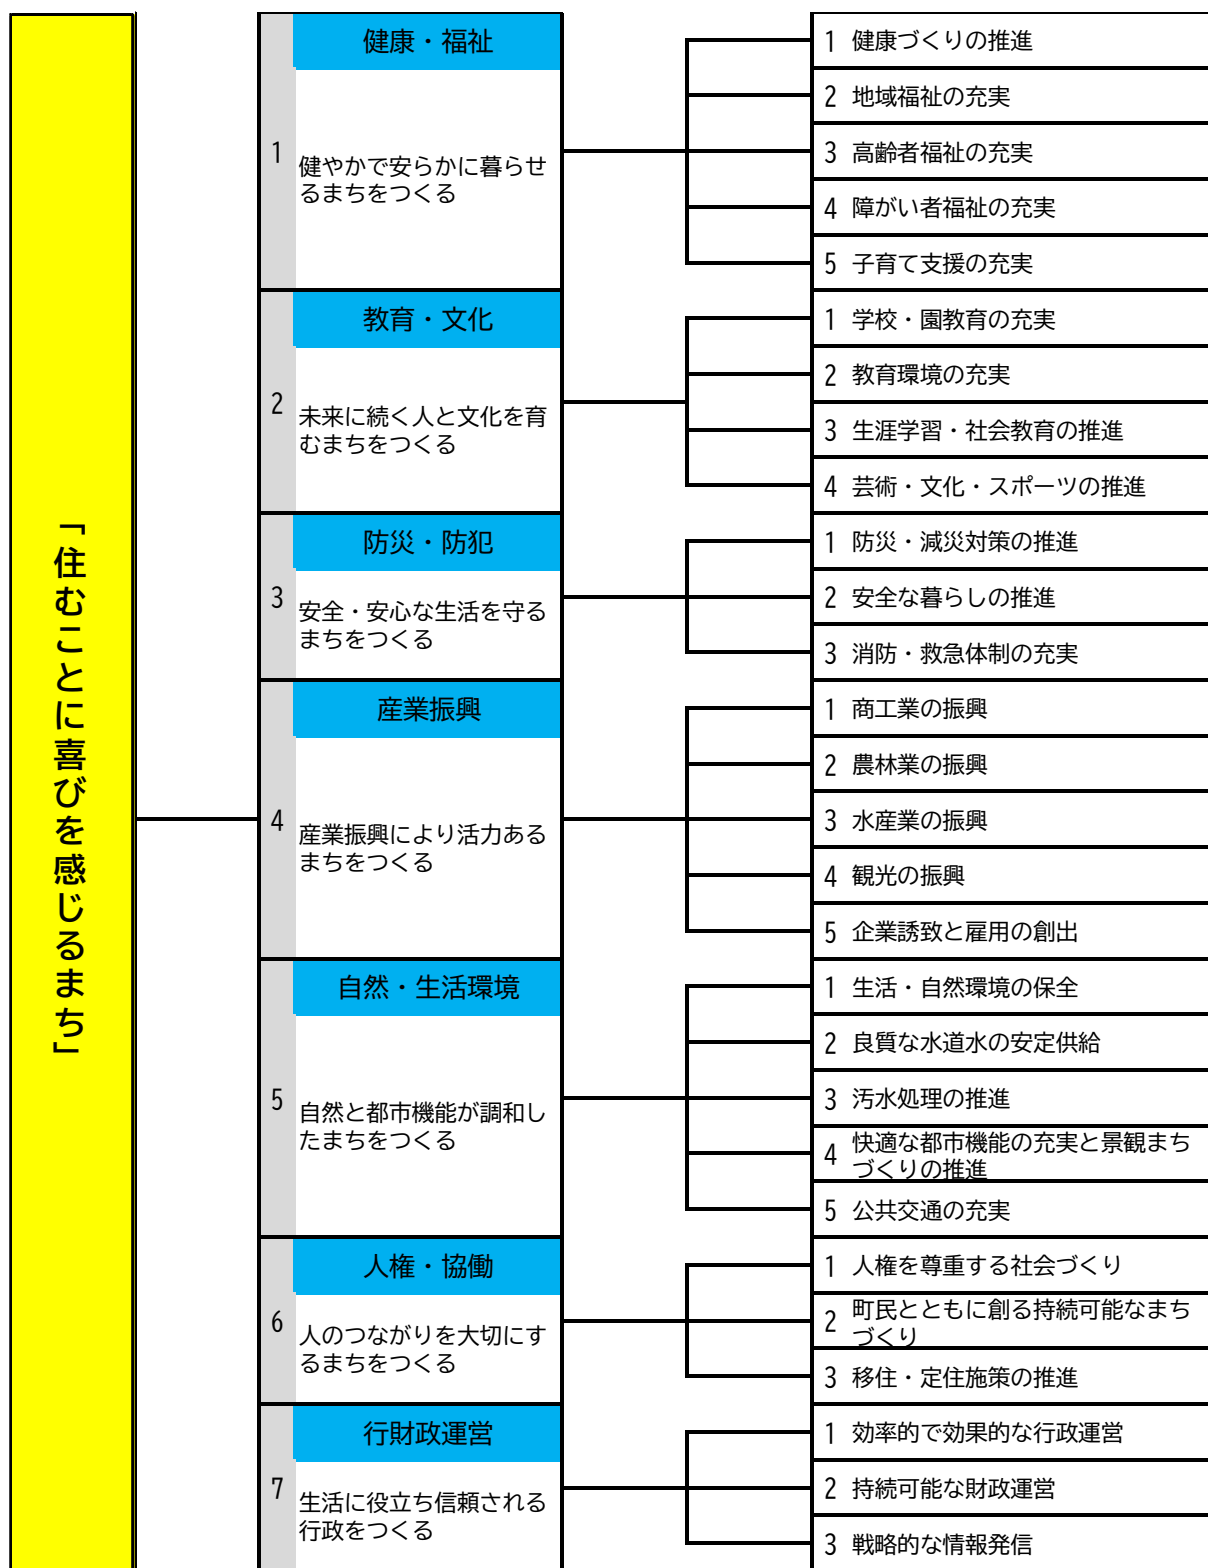 「住むことに喜びを感じるまち」
健康・福祉
1
健やかで安らかに暮らせ
るまちをつくる
1 健康づくりの推進
2 地域福祉の充実
3 高齢者福祉の充実
4 障がい者福祉の充実
5 子育て支援の充実
教育・文化
2
未来に続く人と文化を育
むまちをつくる
1 学校・園教育の充実
2 教育環境の充実
3 生涯学習・社会教育の推進
4 芸術・文化・スポーツの推進
防災・防犯
3
安全・安心な生活を守る
まちをつくる
1 防災・減災対策の推進
2 安全な暮らしの推進
3 消防・救急体制の充実
産業振興
4
産業振興により活力ある
まちをつくる
1 商工業の振興
2 農林業の振興
3 水産業の振興
4 観光の振興
5 企業誘致と雇用の創出
自然・生活環境
5
自然と都市機能が調和し
たまちをつくる
1 生活・自然環境の保全
2 良質な水道水の安定供給
3 汚水処理の推進
4 快適な都市機能の充実と景観まち
づくりの推進
5 公共交通の充実
人権・協働
6
人のつながりを大切にす
るまちをつくる
1 人権を尊重する社会づくり
2 町民とともに創る持続可能なまち
づくり
3 移住・定住施策の推進
行財政運営
7
生活に役立ち信頼される
行政をつくる
1 効率的で効果的な行政運営
2 持続可能な財政運営
3 戦略的な情報発信